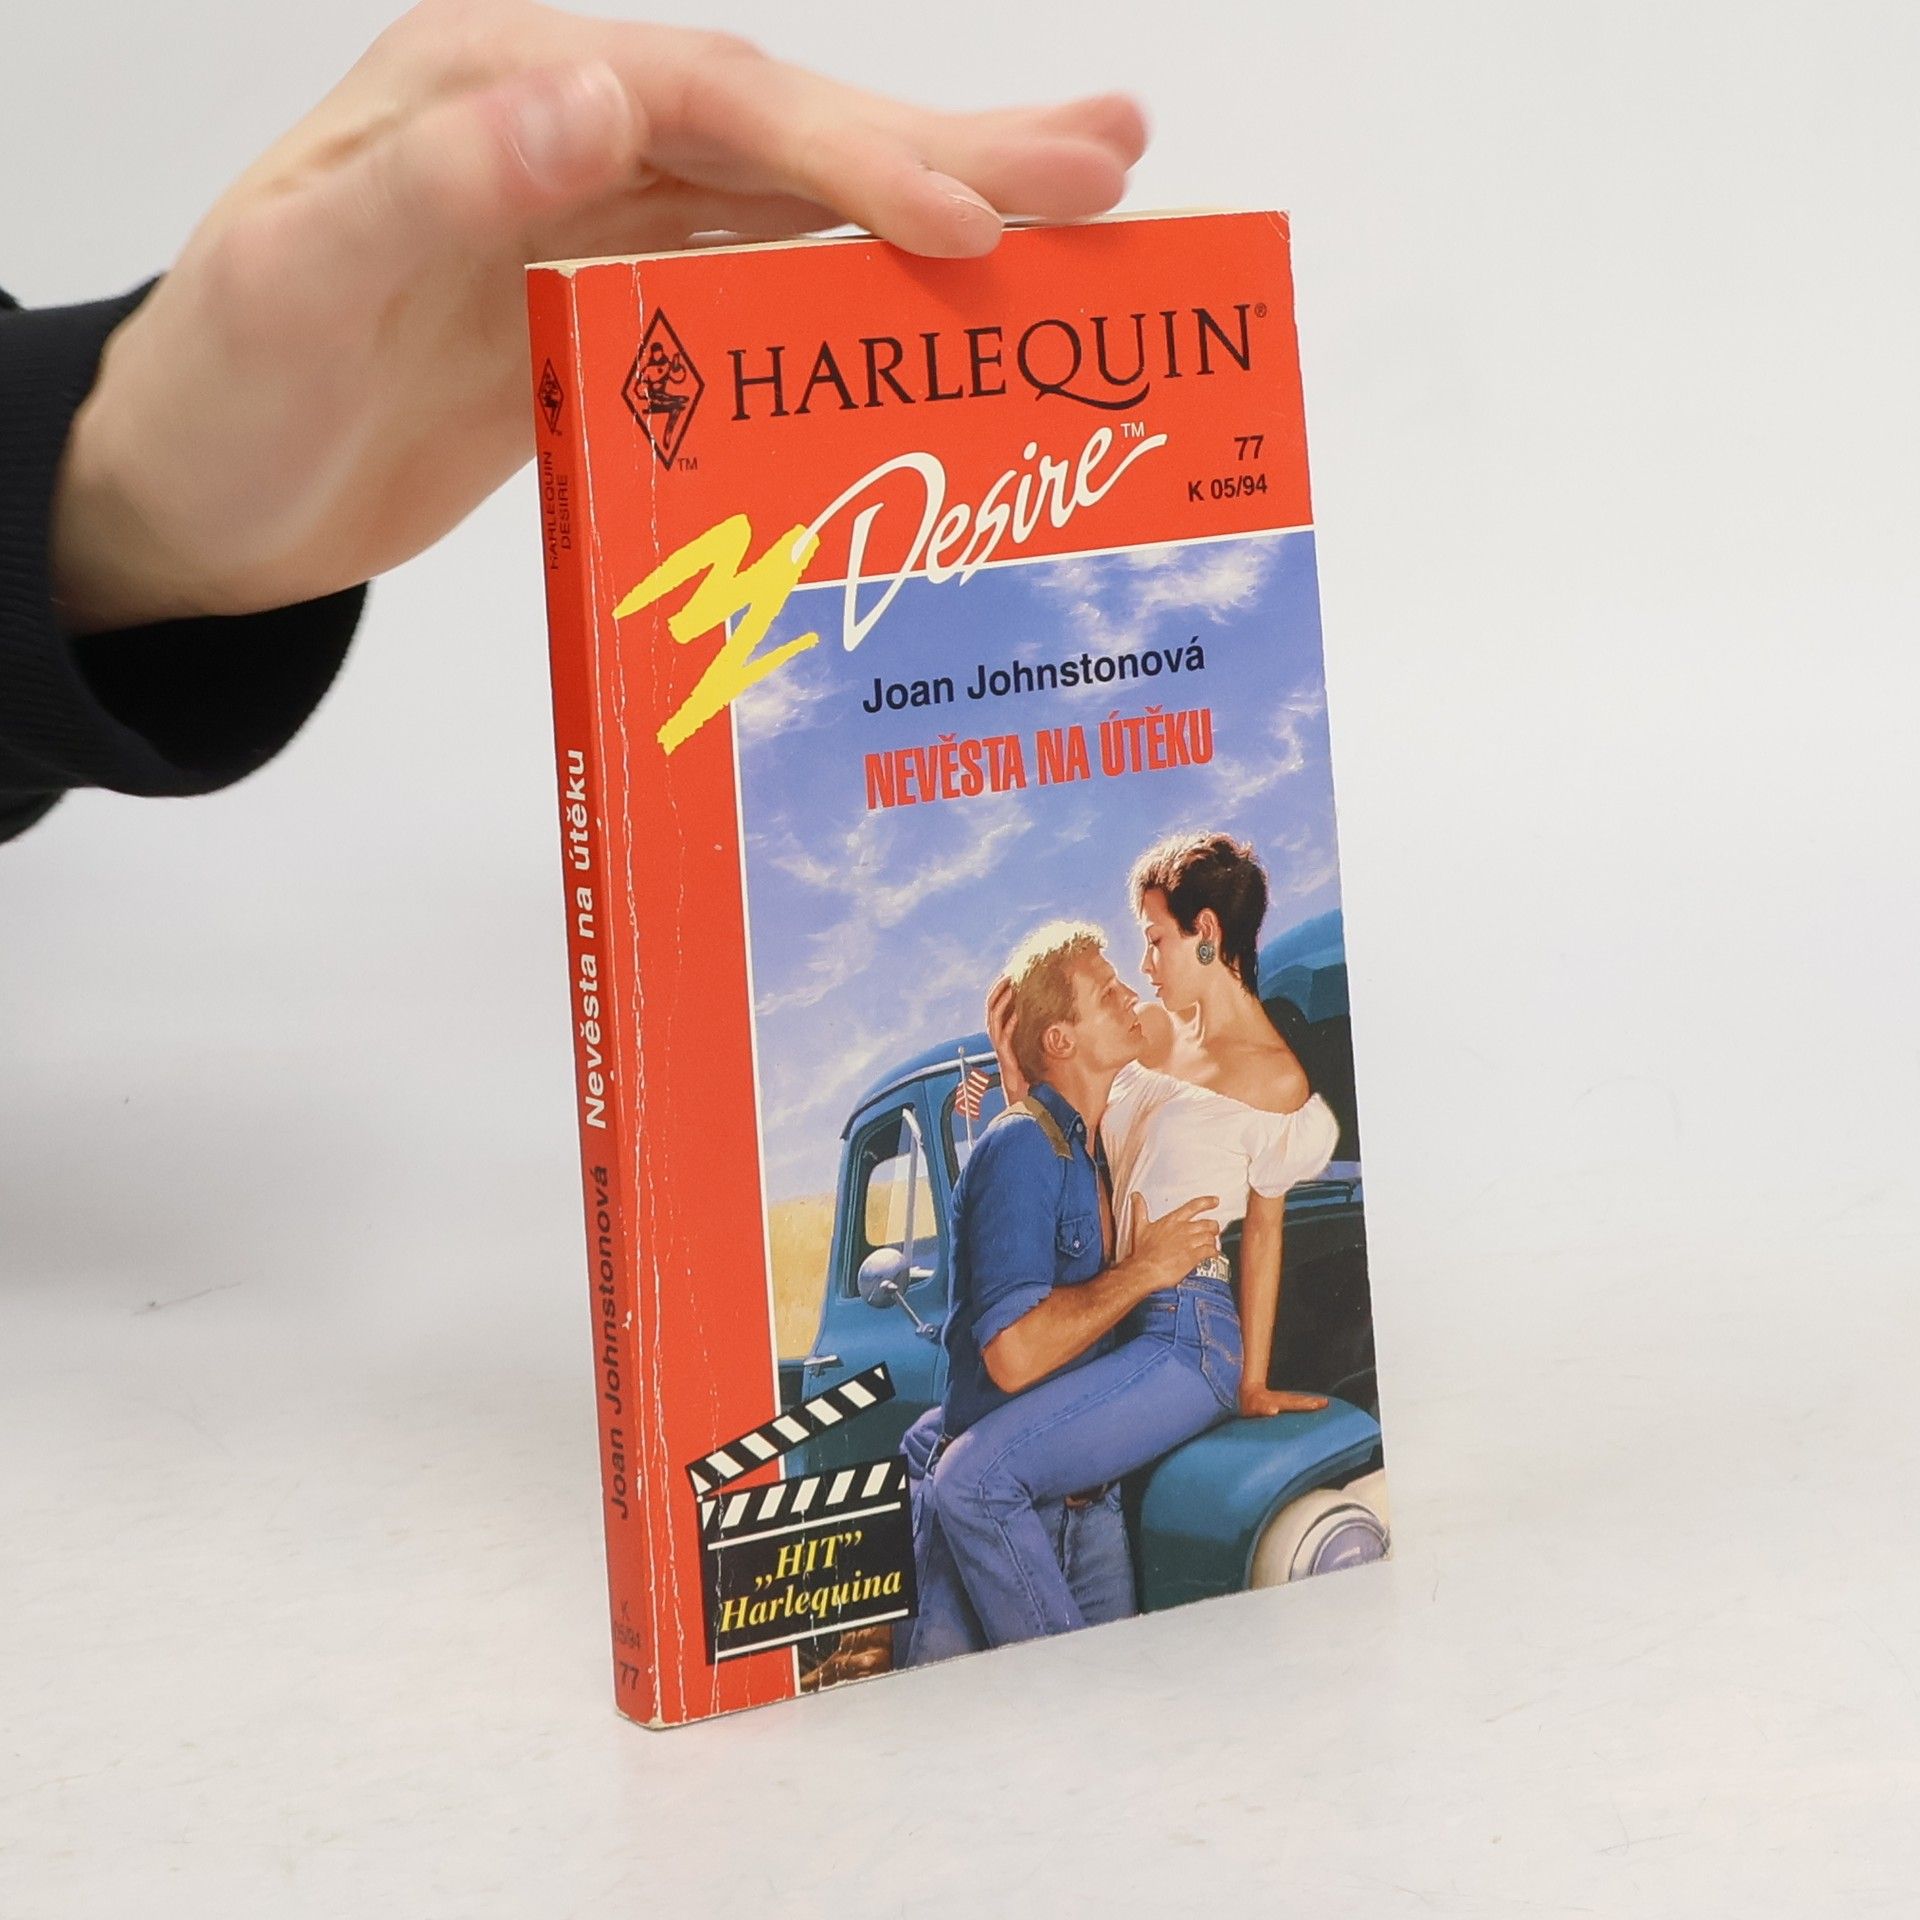 HARLEQUIN®
Desire™
77
K 05/94
TM
Joan Johnstonová
NEVĚSTA NA ÚTĚKU
„HIT”
Harlequina
HARLEQUIN
DESIRE
Joan Johnstonová Nevěsta na útěku
K
05/94
77